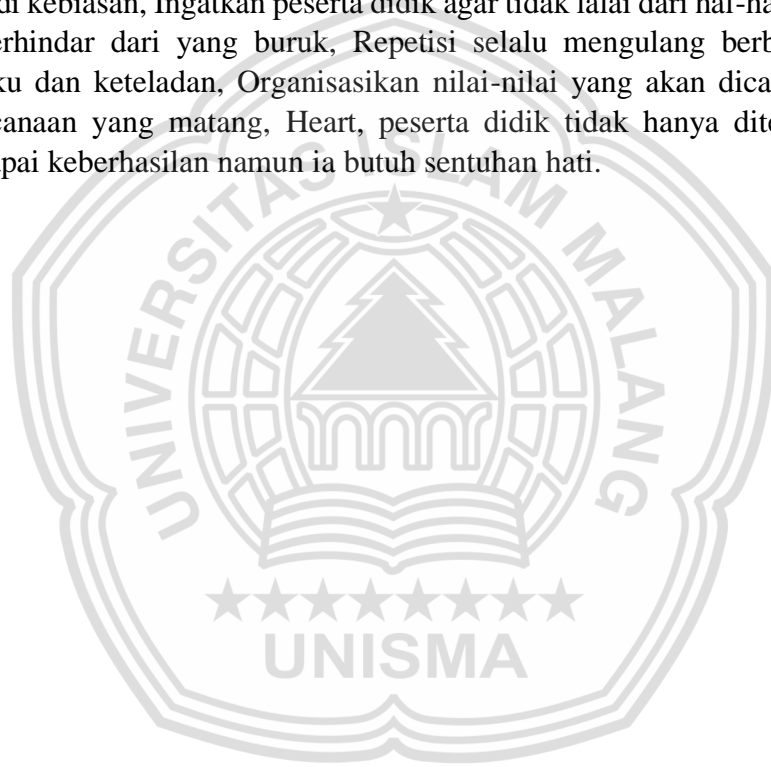 di kebiasan, Ingatkan peserta didik agar tidak lalai dari hal-ha
erhindar dari yang buruk, Repetisi selalu mengulang berb
ku dan keteladan, Organisasikan nilai-nilai yang akan dica
canaan yang matang, Heart, peserta didik tidak hanya dite
pai keberhasilan namun ia butuh sentuhan hati.
UNIVERSITAS ISLAM MALANG
UNISMA